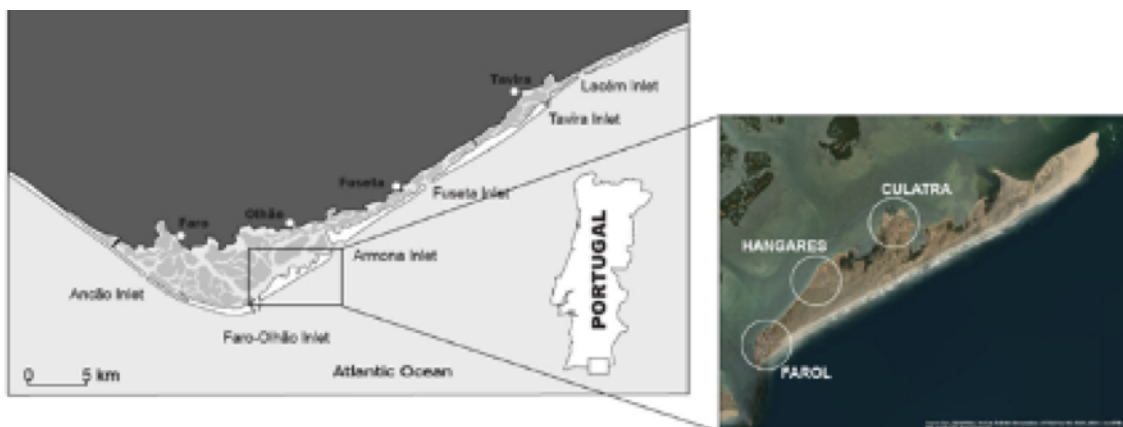 Tavira
Lacém Inlet
Tavira Inlet
Fuseta
Fuseta Inlet
Faro
Olhão
Armona Inlet
Ancão Inlet
Faro-Olhão Inlet
Atlantic Ocean
0 5 km
PORTUGAL
CULATRA
HANGARES
FAROL